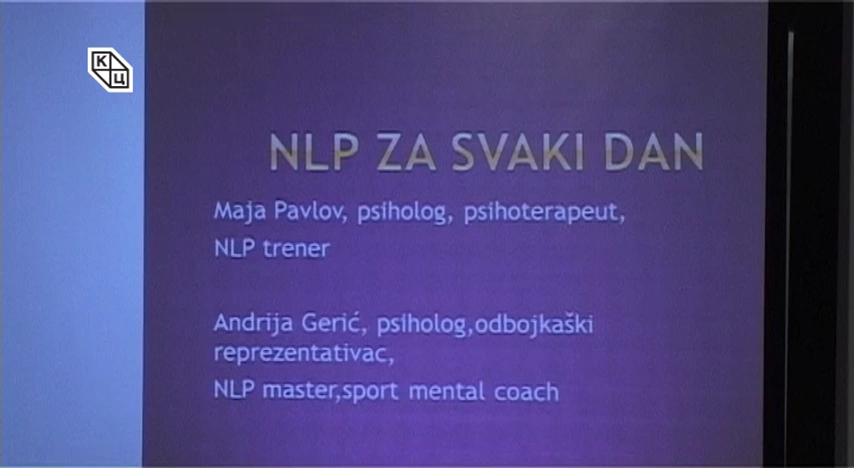 К
Ц
NLP ZA SVAKI DAN
Maja Pavlov, psiholog, psihoterapeut,
NLP trener
Andrija Gerić, psiholog,odbojkaški
reprezentativac,
NLP master,sport mental coach